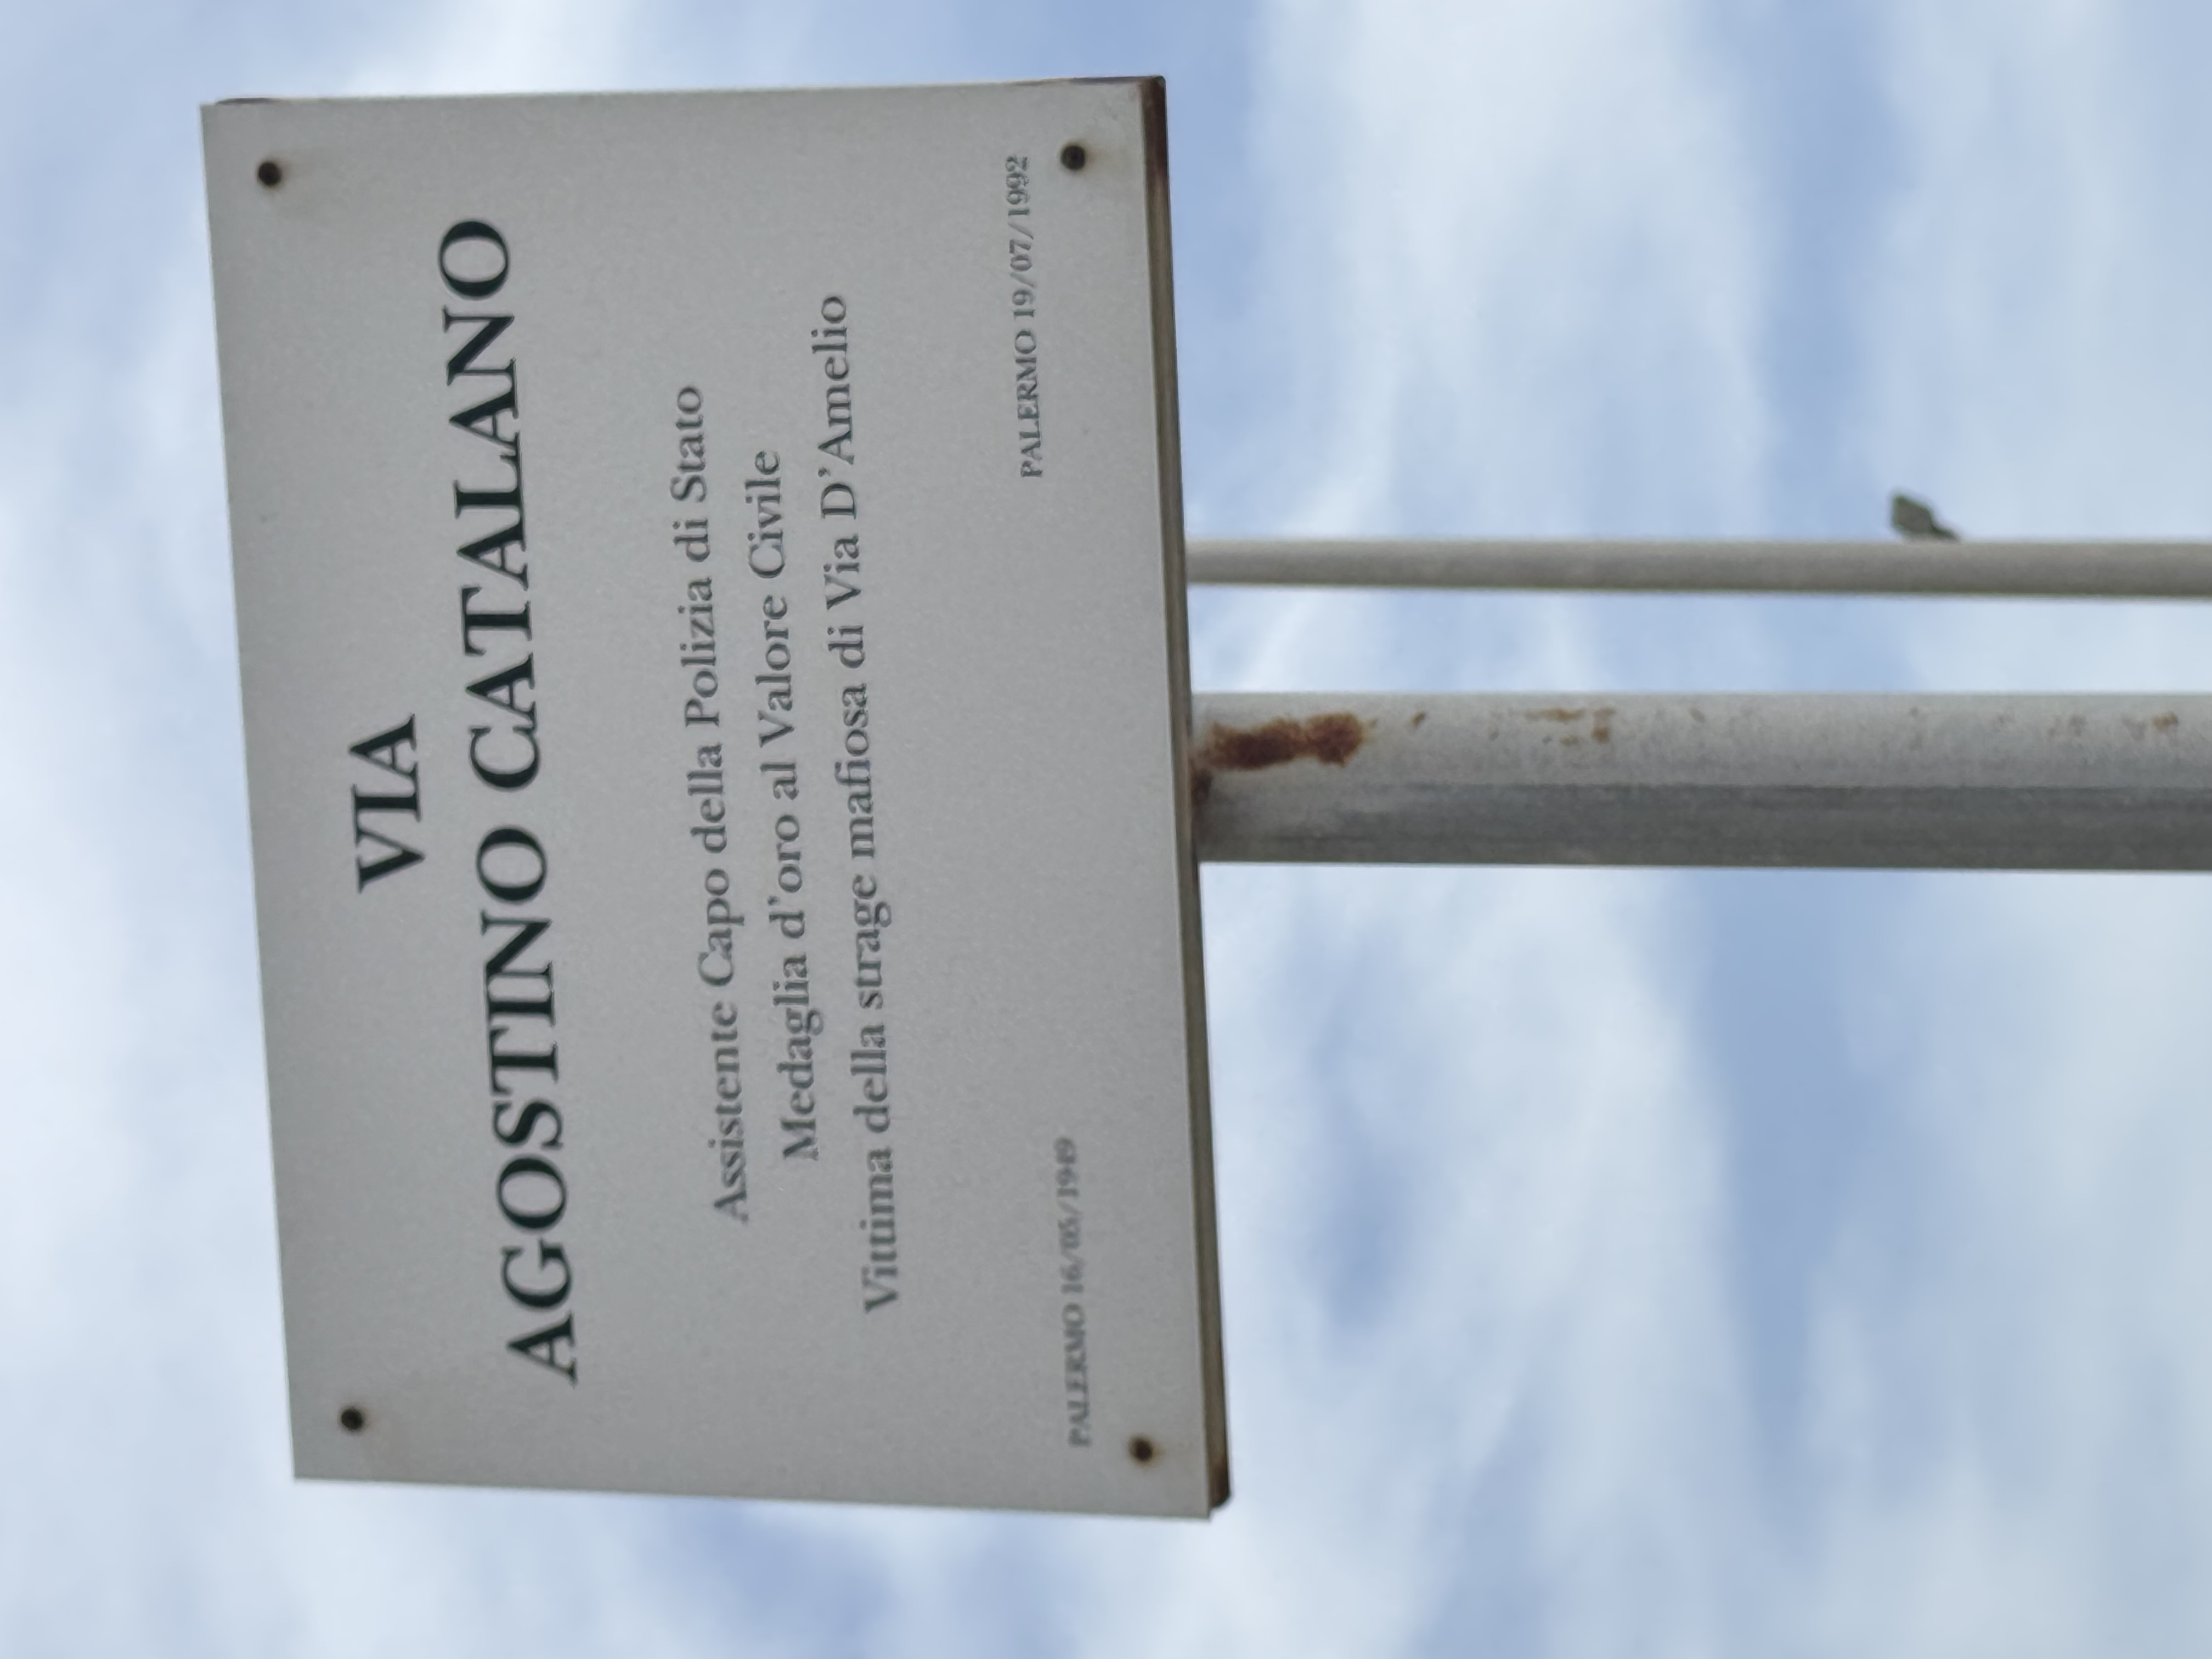 VIA
AGOSTINO CATALANO
Assistente Capo della Polizia di Stato
Medaglia d'oro al Valore Civile
Vittima della strage mafiosa di Via D'Amelio
PALERMO 16/05/1949 PALERMO 19/07/1992